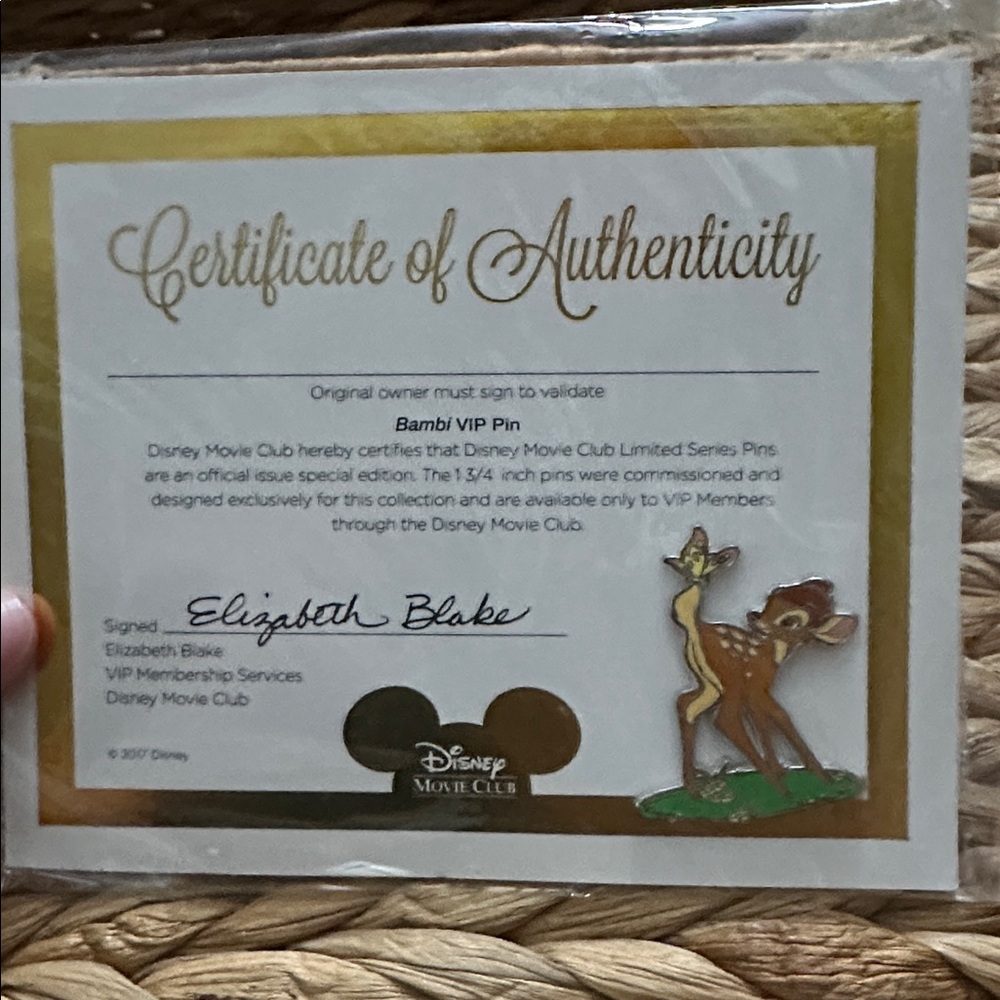 Certificate of Authenticity
Original owner must sign to validate
Bambi VIP Pin
Disney Movie Club hereby certifies that Disney Movie Club Limited Series Pins
are an official issue special edition. The 1 3/4 inch pins were commissioned and
designed exclusively for this collection and are available only to VIP Members
through the Disney Movie Club.
Signed Elizabeth Blake
Elizabeth Blake
VIP Membership Services
Disney Movie Club
© 2017 Disney
Disney
MOVIE CLUB